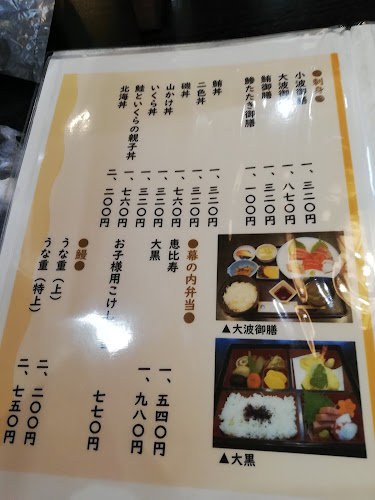 ●刺身●
小波御膳 一、三二〇円
大波御膳 一、八七〇円
鮪御膳 一、三二〇円
鰺たたき御膳 一、一〇〇円
鮪丼 一、三二〇円
二色丼 一、三二〇円
磯丼 一、七六〇円
山かけ丼 一、三二〇円
いくら丼 一、三二〇円
鮭といくらの親子丼 一、七六〇円
北海丼 二、二〇〇円
▲大波御膳
●幕の内弁当●
恵比寿 一、五四〇円
大黒 一、九八〇円
お子様用こけし 七七〇円
●鰻●
うな重（上） 二、二〇〇円
うな重（特上） 二、七五〇円
▲大黒